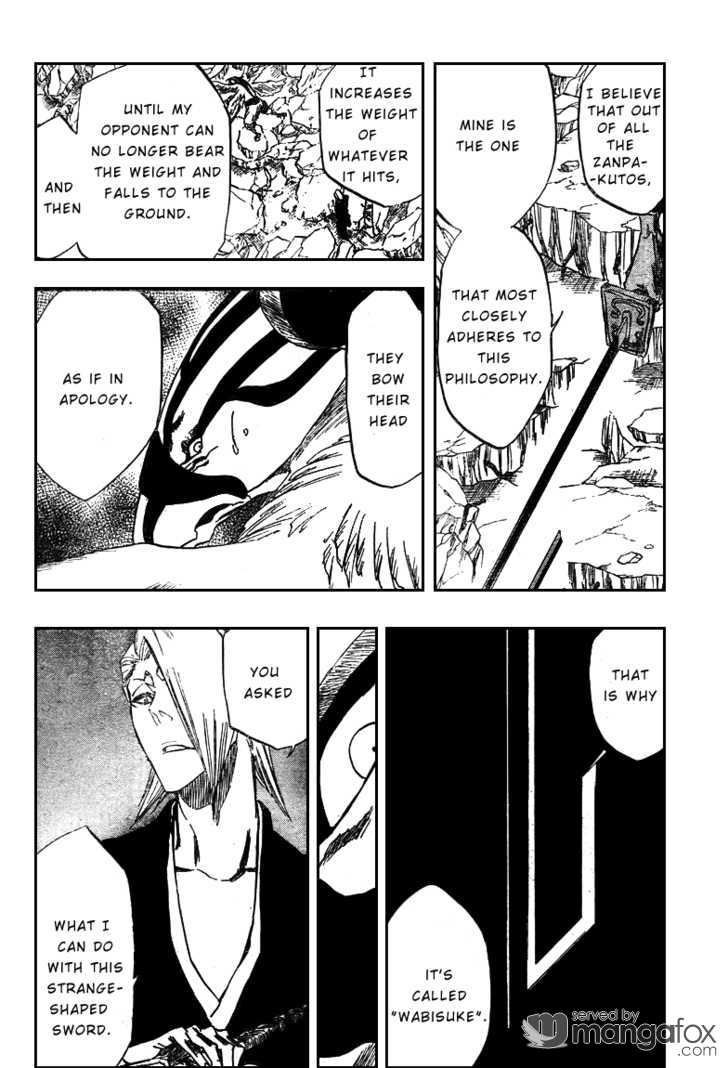 I BELIEVE
THAT OUT OF
ALL THE
ZANPA-
-KUTOS,
MINE IS
THE ONE
THAT MOST
CLOSELY
ADHERES TO
THIS
PHILOSOPHY.
IT
INCREASES
THE WEIGHT
OF
WHATEVER
IT HITS,
UNTIL MY
OPPONENT CAN
NO LONGER BEAR
THE WEIGHT AND
FALLS TO THE
GROUND.
AND
THEN
THEY
BOW
THEIR
HEAD
AS IF IN
APOLOGY.
THAT
IS WHY
IT'S
CALLED
"WABISUKE".
YOU
ASKED
WHAT I
CAN DO
WITH THIS
STRANGE-
SHAPED
SWORD.
served by
mangafox
.com